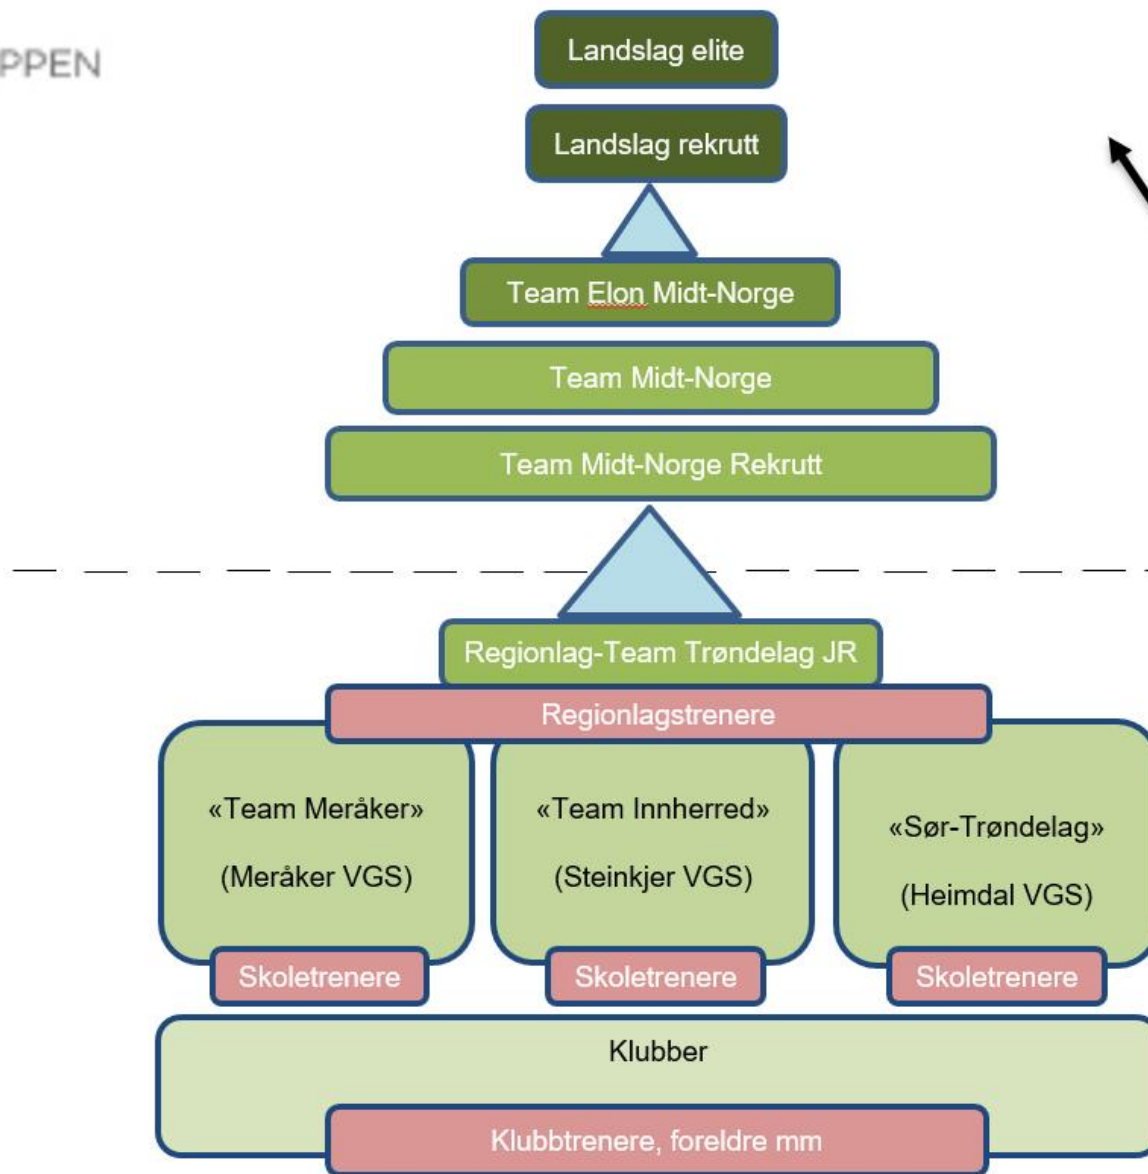 PPEN
Landslag elite
Landslag rekrutt
Team Elon Midt-Norge
Team Midt-Norge
Team Midt-Norge Rekrutt
Regionlag-Team Trøndelag JR
Regionlagstrenere
«Team Meråker»
(Meråker VGS)
«Team Innherred»
(Steinkjer VGS)
«Sør-Trøndelag»
(Heimdal VGS)
Skoletrenere
Skoletrenere
Skoletrenere
Klubber
Klubbtrenere, foreldre mm